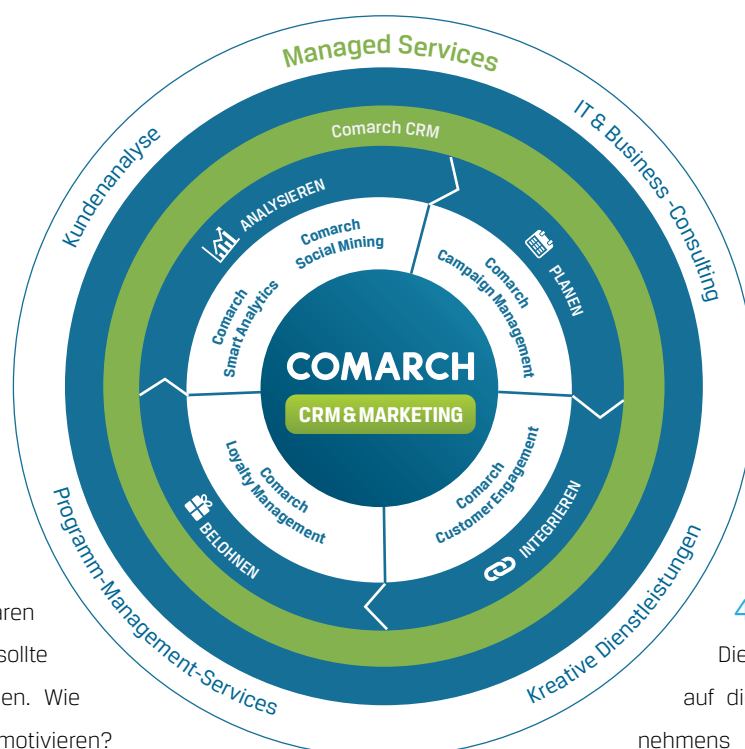 Managed Services
Kundenanalyse
IT & Business -Consulting
Comarch CRM
ANALYSIEREN
PLANEN
Comarch
Social Mining
Comarch
Smart Analytics
Comarch
Campaign Management
COMARCH
CRM & MARKETING
Comarch
Loyalty Management
Comarch
Customer Engagement
BELOHNEN
INTEGRIEREN
Programm-Management-Services
Kreative Dienstleistungen
aren
sollte
en. Wie
motivieren?
Die
auf di
nehmens